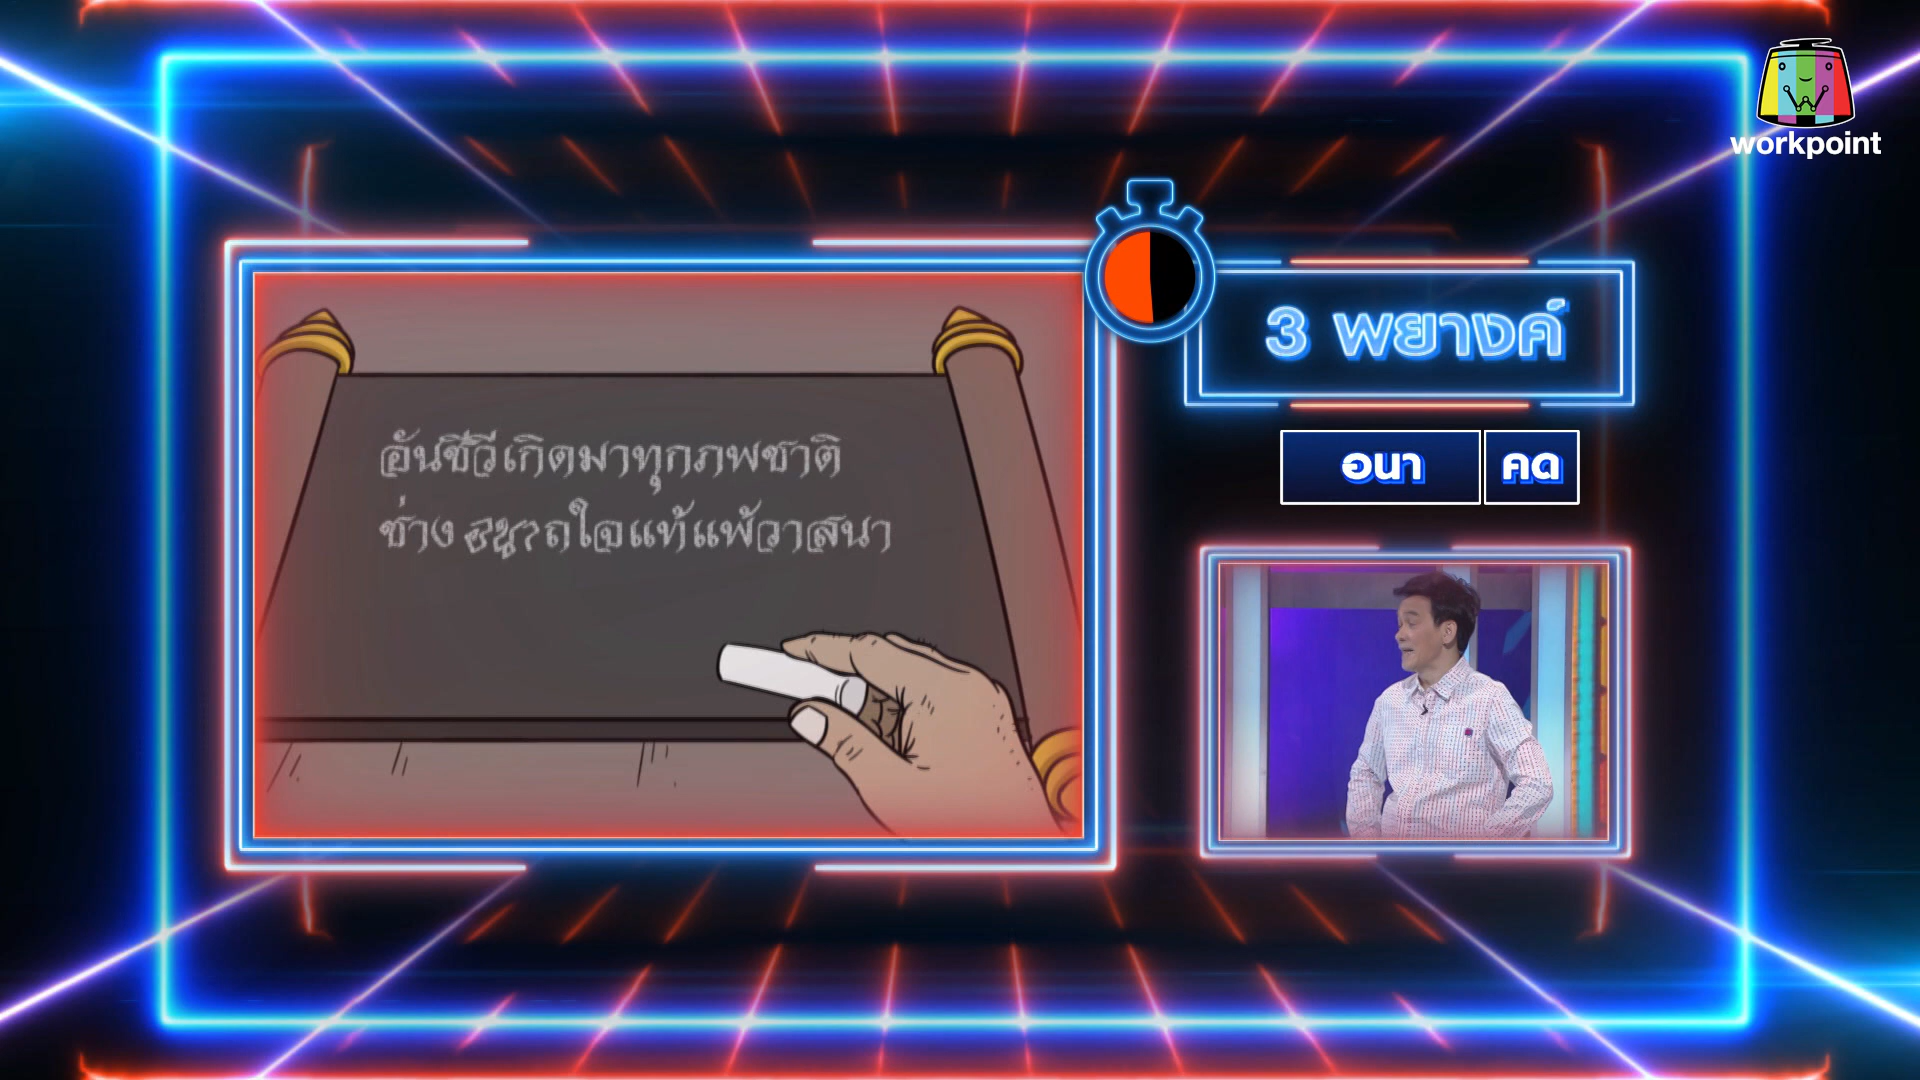 workpoint
3 พยางค์
อนา คด
อันชีวีเกิดมาทุกภพชาติ
ช่างอนาถใจแท้แพ้วาสนา